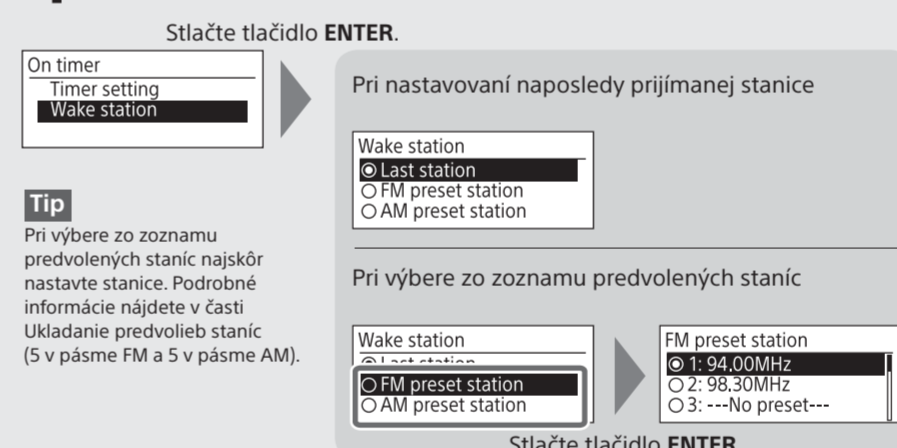 Stlačte tlačidlo ENTER.
On timer
Timer setting
Wake station
Tip
Pri výbere zo zoznamu
predvolených staníc najskôr
nastavte stanice. Podrobné
informácie nájdete v časti
Ukladanie predvolieb staníc
(5 v pásme FM a 5 v pásme AM).
Pri nastavovaní naposledy prijímanej stanice
Wake station
Last station
FM preset station
AM preset station
Pri výbere zo zoznamu predvolených staníc
Wake station
Last station
FM preset station
AM preset station
FM preset station
1: 94.00MHz
2: 98.30MHz
3: ---No preset---
Stlačte tlačidlo ENTER